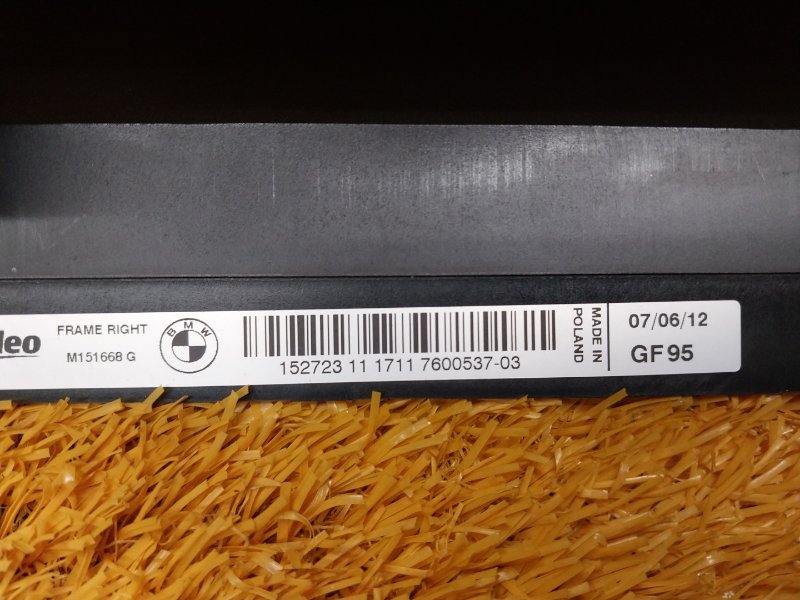 FRAME RIGHT
M151668 G
BMW
152723 11 1711 7600537-03
MADE IN
POLAND
07/06/12
GF95